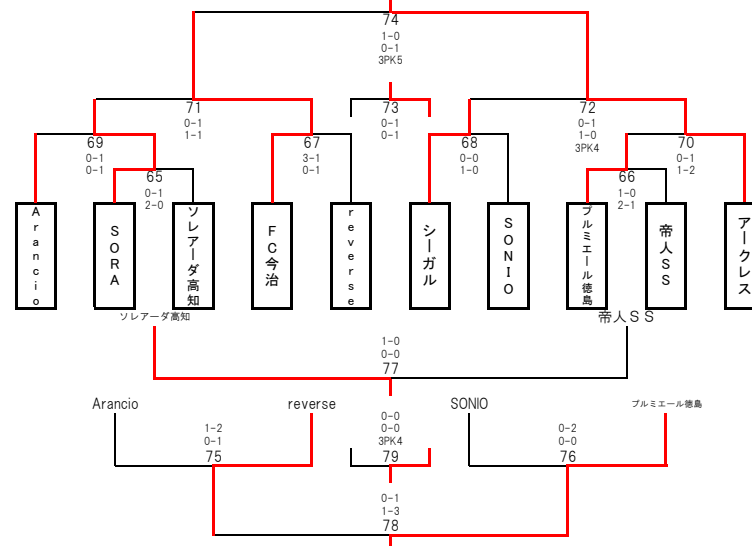 74
1-0
0-1
3PK5
71
0-1
1-1
73
0-1
0-1
72
0-1
1-0
3PK4
69
0-1
0-1
67
3-1
0-1
68
0-0
1-0
70
0-1
1-2
65
0-1
2-0
66
1-0
2-1
Arancio
SORA
ソレアーダ高知
FC今治
reverse
シーガル
SONIO
プルミエール徳島
帝人SS
アークレス
ソレアーダ高知
帝人SS
1-0
0-0
77
Arancio
reverse
SONIO
プルミエール徳島
1-2
0-1
75
0-0
0-0
3PK4
79
0-2
0-0
76
0-1
1-3
78